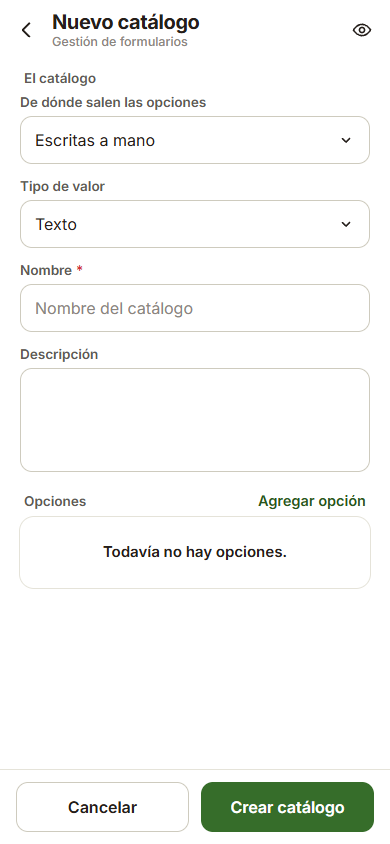 Nuevo catálogo
Gestión de formularios
El catálogo
De dónde salen las opciones
Escritas a mano
Tipo de valor
Texto
Nombre *
Nombre del catálogo
Descripción
Opciones
Agregar opción
Todavía no hay opciones.
Cancelar
Crear catálogo